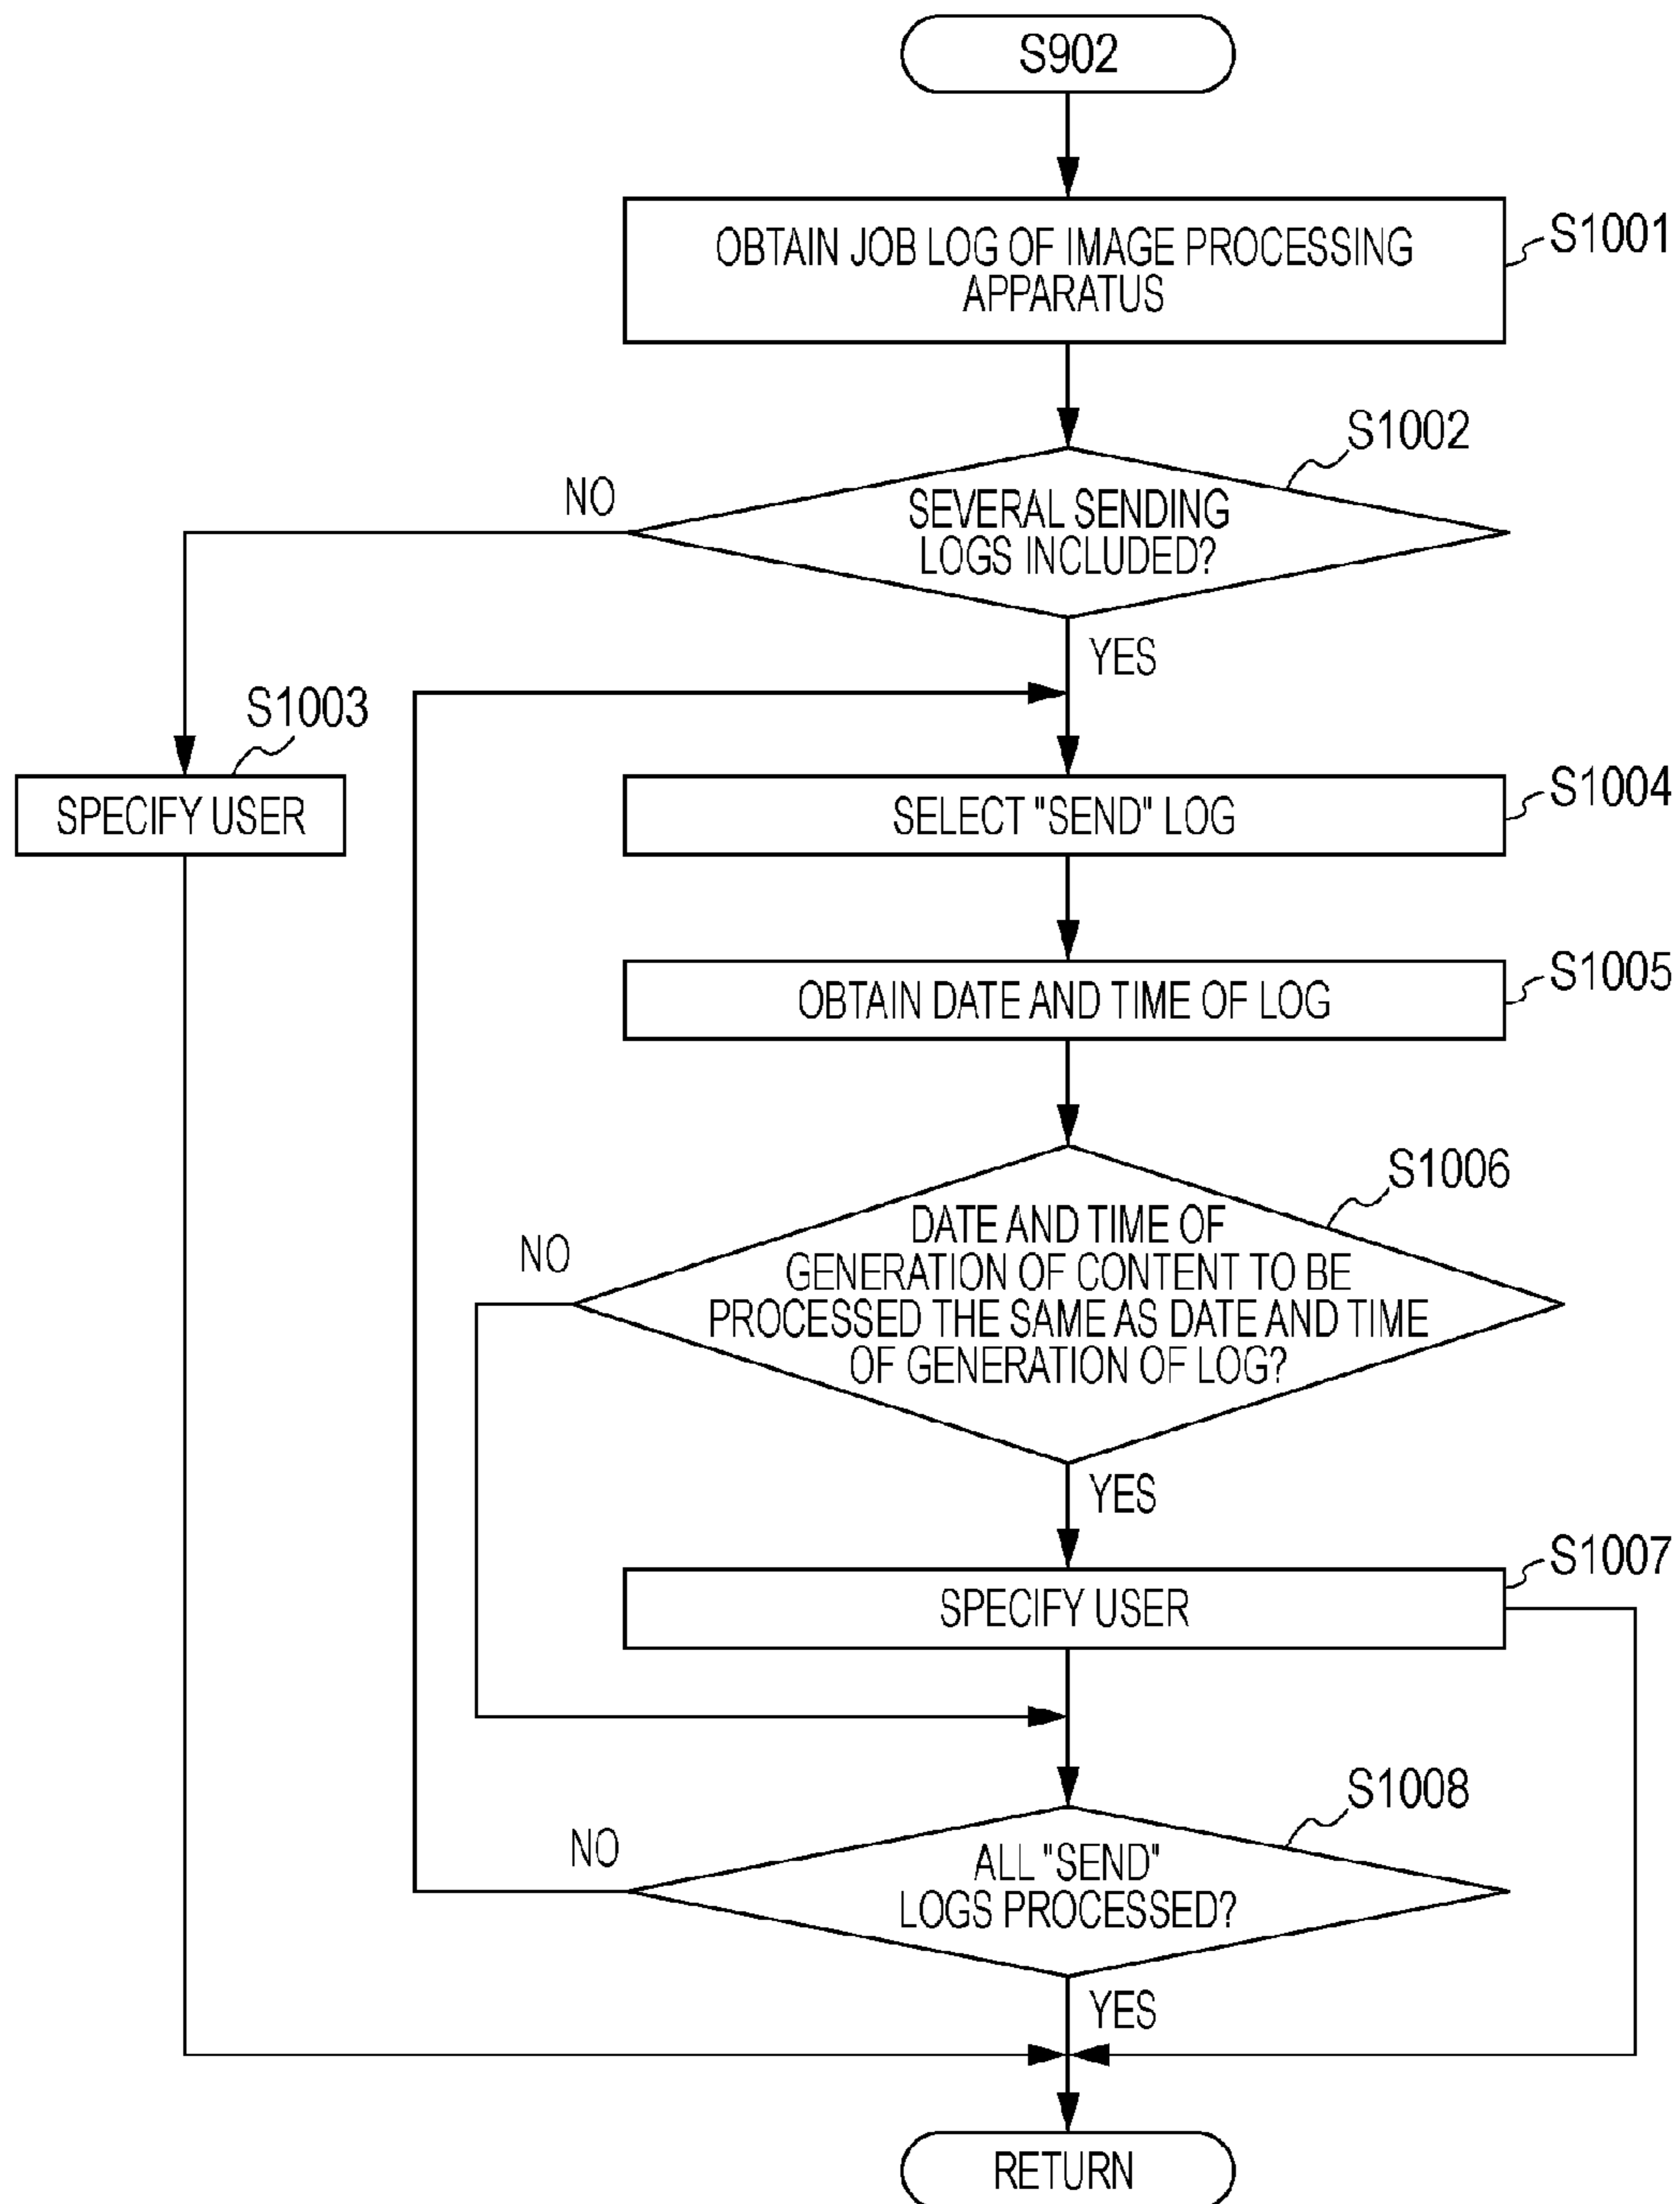 S902
OBTAIN JOB LOG OF IMAGE PROCESSING
APPARATUS
S1001
S1002
SEVERAL SENDING
LOGS INCLUDED?
NO
YES
S1003
SPECIFY USER
SELECT "SEND" LOG
S1004
OBTAIN DATE AND TIME OF LOG
S1005
S1006
DATE AND TIME OF
GENERATION OF CONTENT TO BE
PROCESSED THE SAME AS DATE AND TIME
OF GENERATION OF LOG?
NO
YES
S1007
SPECIFY USER
S1008
ALL "SEND"
LOGS PROCESSED?
NO
YES
RETURN